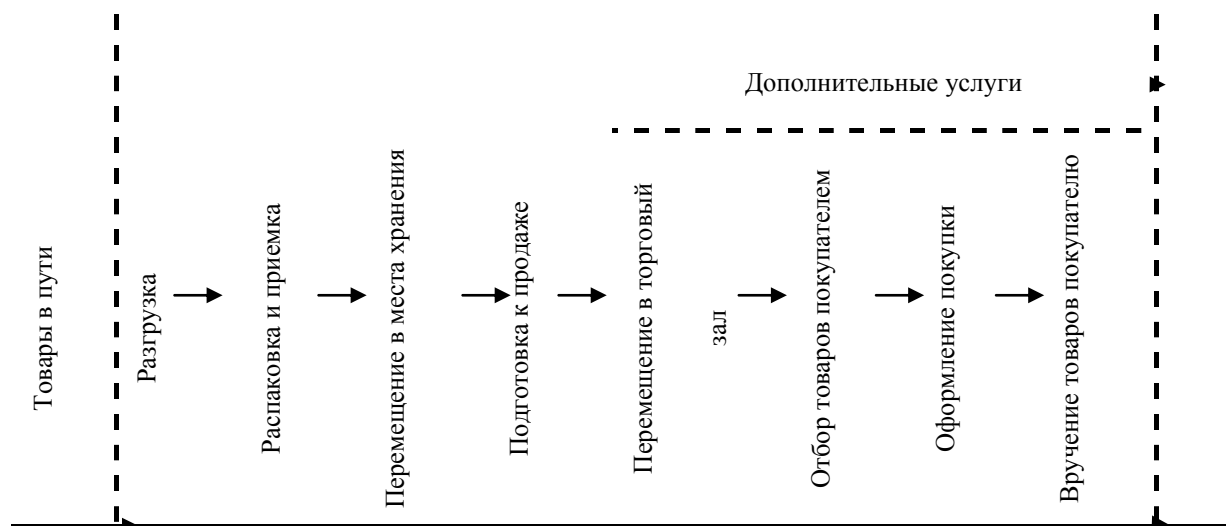 Дополнительные услуги
Товары в пути
Разгрузка
Распаковка и приемка
Перемещение в места хранения
Подготовка к продаже
Перемещение в торговый
зал
Отбор товаров покупателем
Оформление покупки
Вручение товаров покупателю